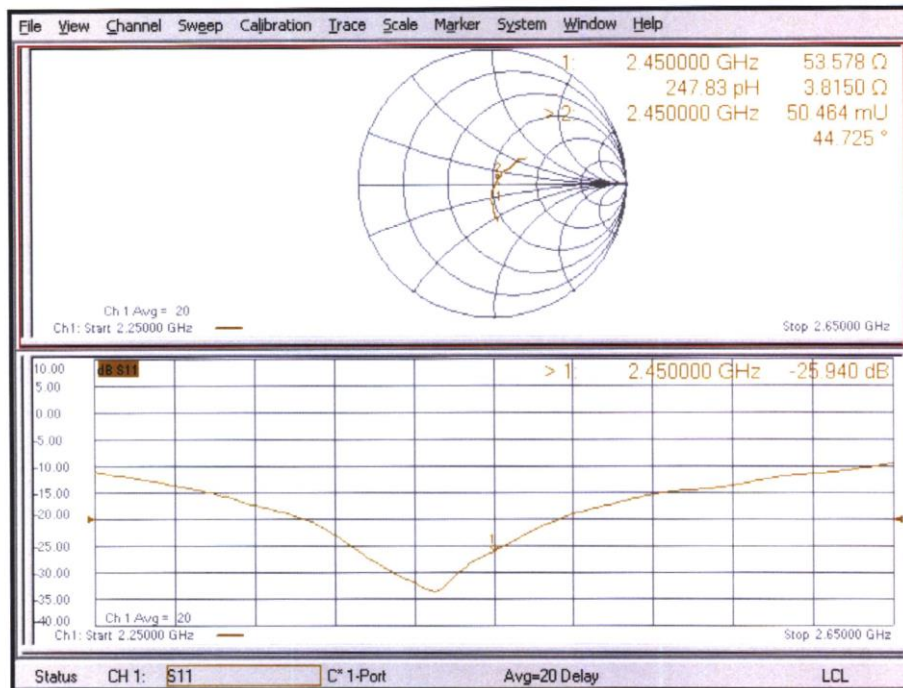 File View Channel Sweep Calibration Trace Scale Marker System Window Help
1: 2.450000 GHz 53.578 Ω
247.83 pH 3.8150 Ω
> 2: 2.450000 GHz 50.464 mU
44.725 °
2
1
Ch 1 Avg = 20
Ch1: Start 2.25000 GHz Stop 2.65000 GHz
10.00 dB S11 > 1: 2.450000 GHz -25.940 dB
5.00
0.00
-5.00
-10.00
-15.00
-20.00
-25.00 1
-30.00
-35.00
-40.00 Ch 1 Avg = 20
Ch1: Start 2.25000 GHz Stop 2.65000 GHz
Status CH 1: S11 C* 1-Port Avg=20 Delay LCL